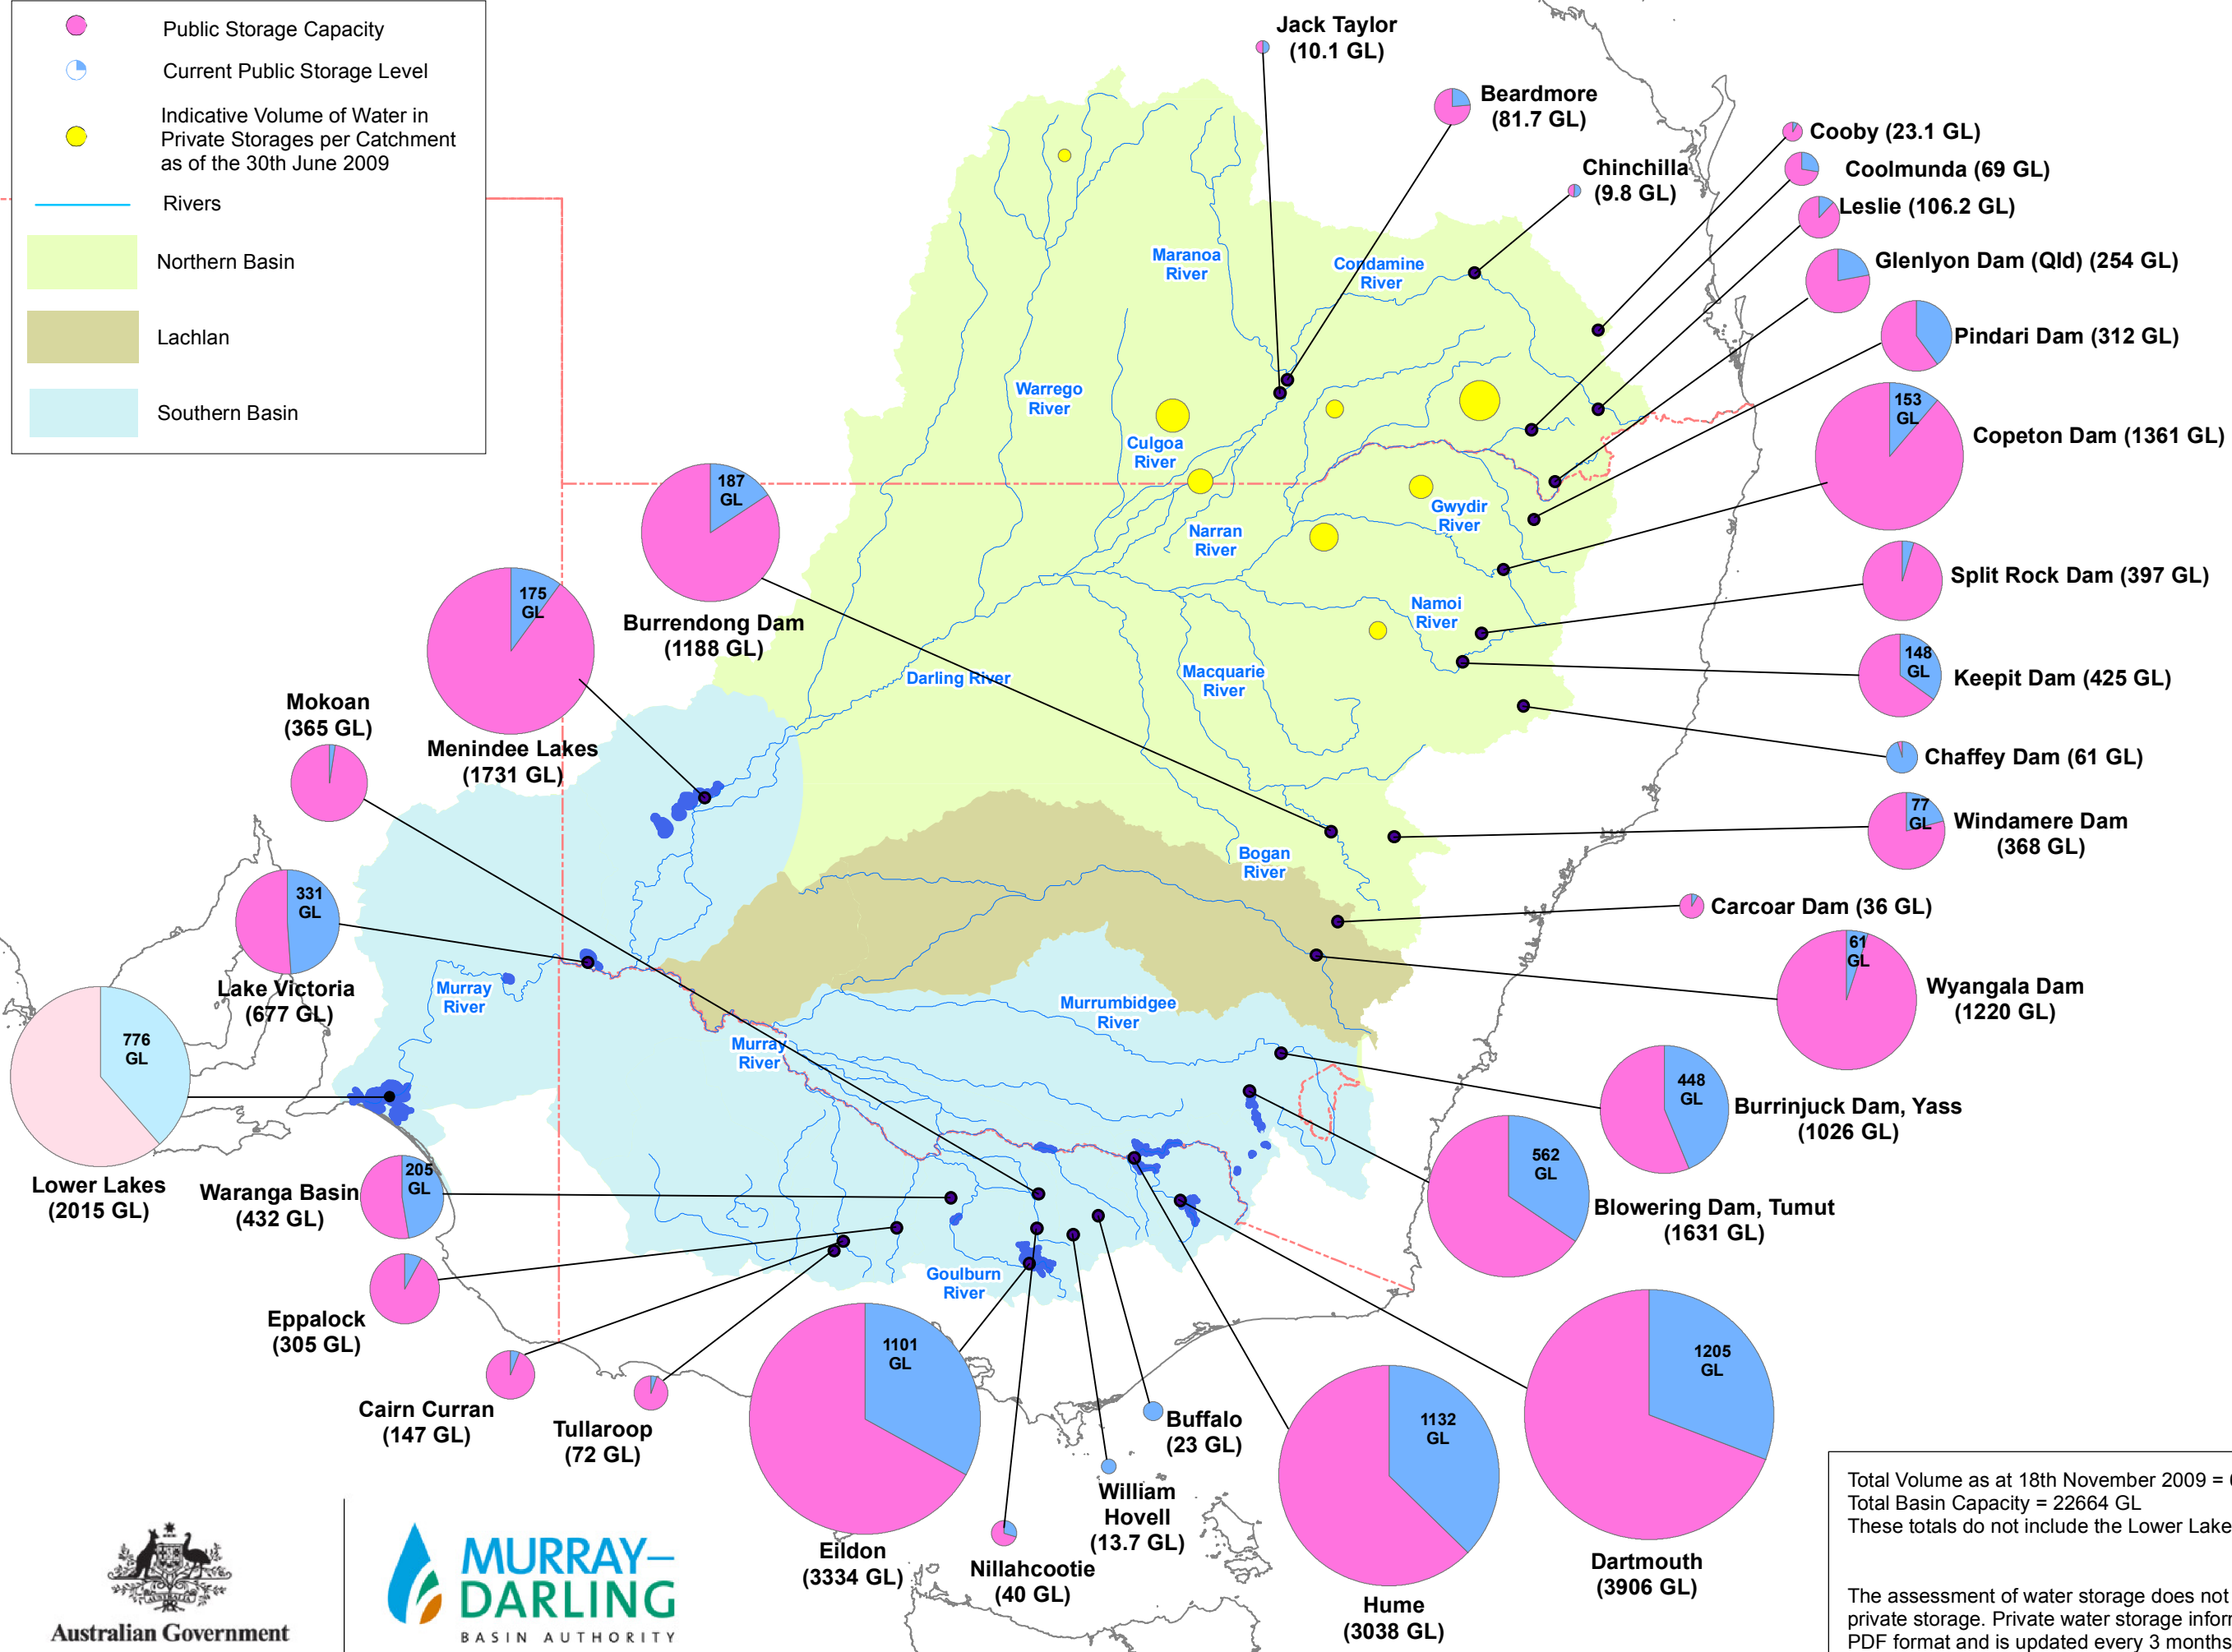 Public Storage Capacity
Current Public Storage Level
Indicative Volume of Water in
Private Storages per Catchment
as of the 30th June 2009
Rivers
Northern Basin
Lachlan
Southern Basin
Jack Taylor
(10.1 GL)
Beardmore
(81.7 GL)
Chinchilla
(9.8 GL)
Cooby (23.1 GL)
Coolmunda (69 GL)
Leslie (106.2 GL)
Glenlyon Dam (Qld) (254 GL)
Pindari Dam (312 GL)
153
GL
Copeton Dam (1361 GL)
Split Rock Dam (397 GL)
148
GL
Keepit Dam (425 GL)
Chaffey Dam (61 GL)
77
GL
Windamere Dam
(368 GL)
Carcoar Dam (36 GL)
61
GL
Wyangala Dam
(1220 GL)
448
GL
Burrinjuck Dam, Yass
(1026 GL)
562
GL
Blowering Dam, Tumut
(1631 GL)
1205
GL
Dartmouth
(3906 GL)
1132
GL
Hume
(3038 GL)
Buffalo
(23 GL)
William
Hovell
(13.7 GL)
Nillahcootie
(40 GL)
1101
GL
Eildon
(3334 GL)
Tullaroop
(72 GL)
Cairn Curran
(147 GL)
Eppalock
(305 GL)
205
GL
Waranga Basin
(432 GL)
776
GL
Lower Lakes
(2015 GL)
331
GL
Lake Victoria
(677 GL)
Mokoan
(365 GL)
175
GL
Menindee Lakes
(1731 GL)
187
GL
Burrendong Dam
(1188 GL)
Maranoa
River
Condamine
River
Warrego
River
Culgoa
River
Narran
River
Gwydir
River
Namoi
River
Macquarie
River
Darling River
Bogan
River
Murray
River
Murrumbidgee
River
Murray
River
Goulburn
River
Australian Government
MURRAY–
DARLING
BASIN AUTHORITY
Total Volume as at 18th November 2009 =
Total Basin Capacity = 22664 GL
These totals do not include the Lower Lake
The assessment of water storage does not
private storage. Private water storage infor
PDF format and is updated every 3 months